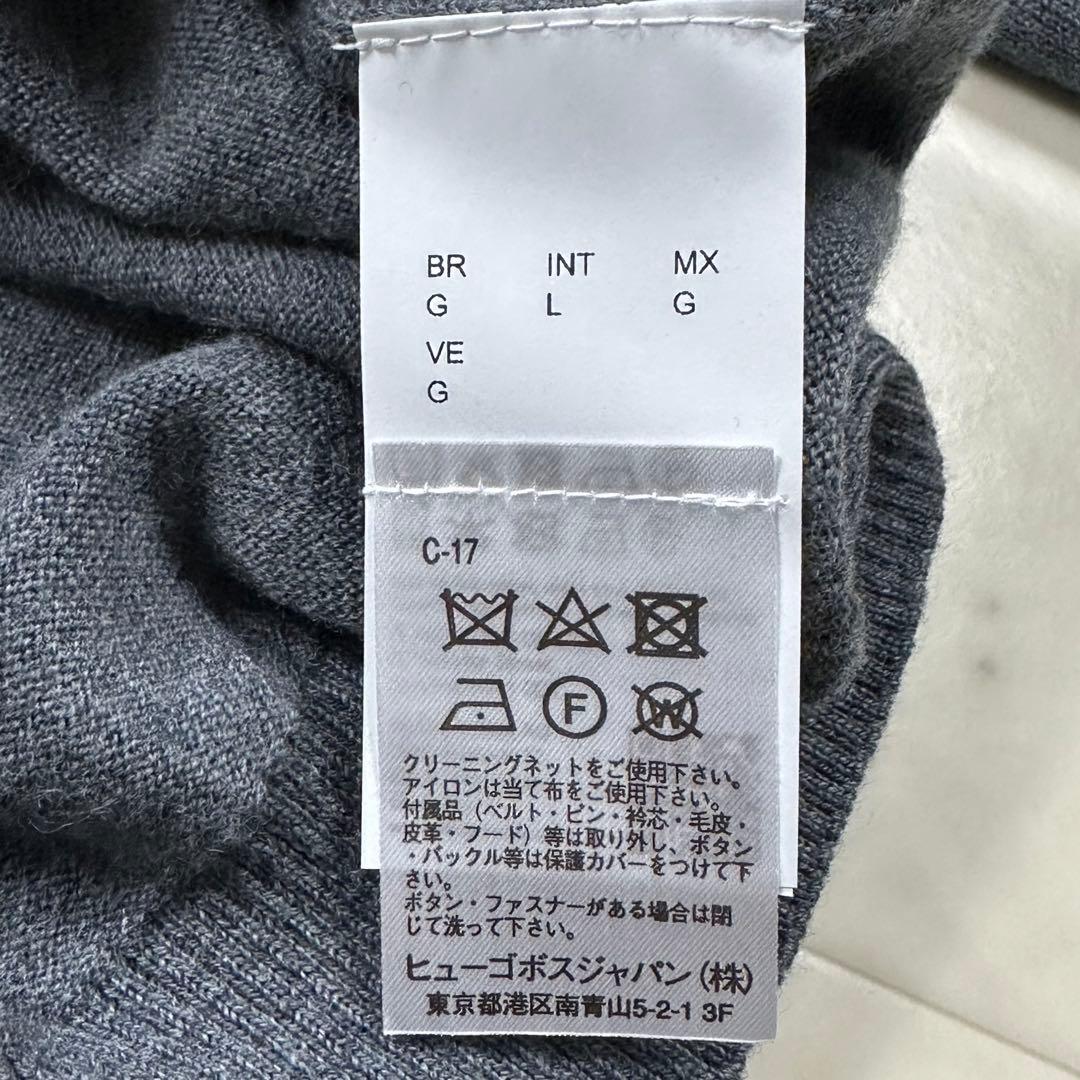 BR INT MX
G L G
VE
G
C-17
F W
クリーニングネットをご使用下さい。
アイロンは当て布をご使用下さい。
付属品（ベルト・ピン・衿芯・毛皮・
皮革・フード）等は取り外し、ボタン
・バックル等は保護カバーをつけて下
さい。
ボタン・ファスナーがある場合は閉
じて洗って下さい。
ヒューゴボスジャパン(株)
東京都港区南青山5-2-1 3F